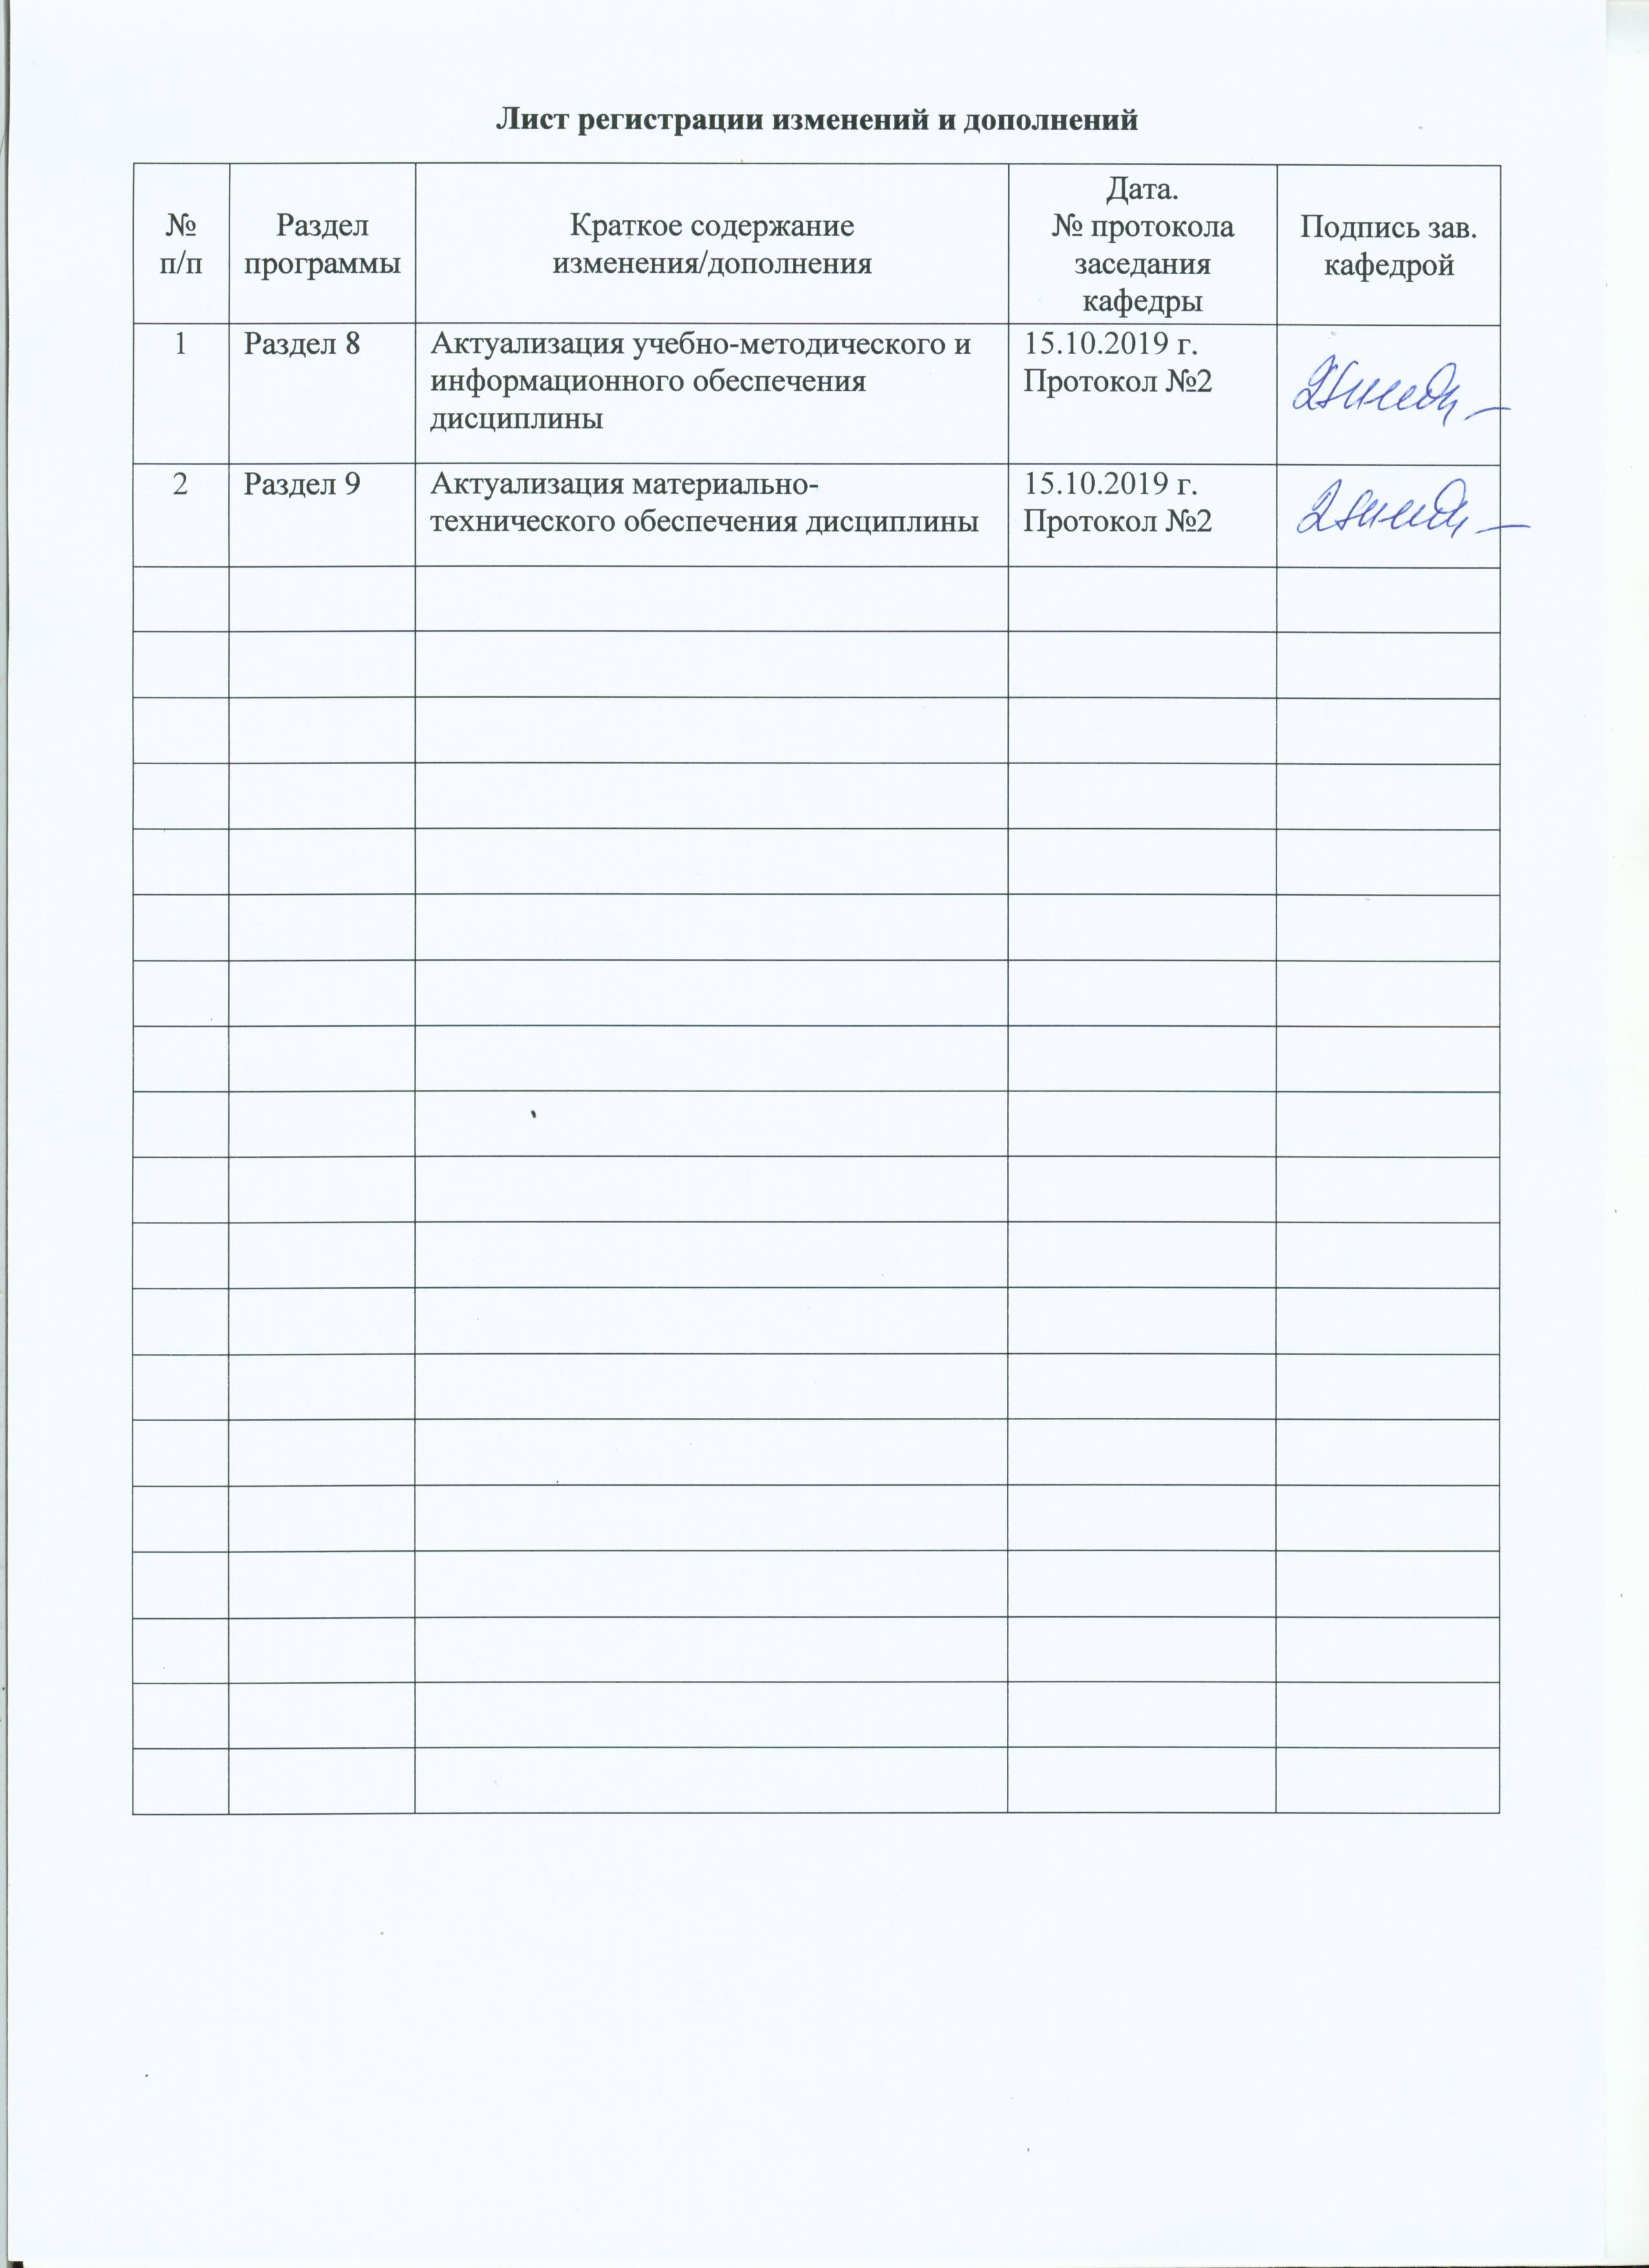 Лист регистрации изменений и дополнений
№
п/п
Раздел
программы
Краткое содержание
изменения/дополнения
Дата.
№ протокола
заседания
кафедры
Подпись зав.
кафедрой
1
Раздел 8
Актуализация учебно-методического и
информационного обеспечения
дисциплины
15.10.2019 г.
Протокол №2
2
Раздел 9
Актуализация материально-
технического обеспечения дисциплины
15.10.2019 г.
Протокол №2